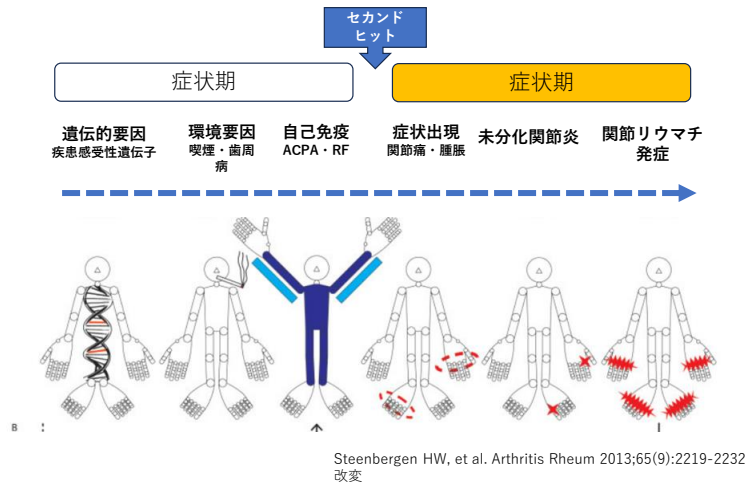 セカンド
ヒット
症状期
症状期
遺伝的要因
疾患感受性遺伝子
環境要因
喫煙・歯周
病
自己免疫
ACPA・RF
症状出現
関節痛・腫脹
未分化関節炎
関節リウマチ
発症
B
Steenbergen HW, et al. Arthritis Rheum 2013;65(9):2219-2232
改変